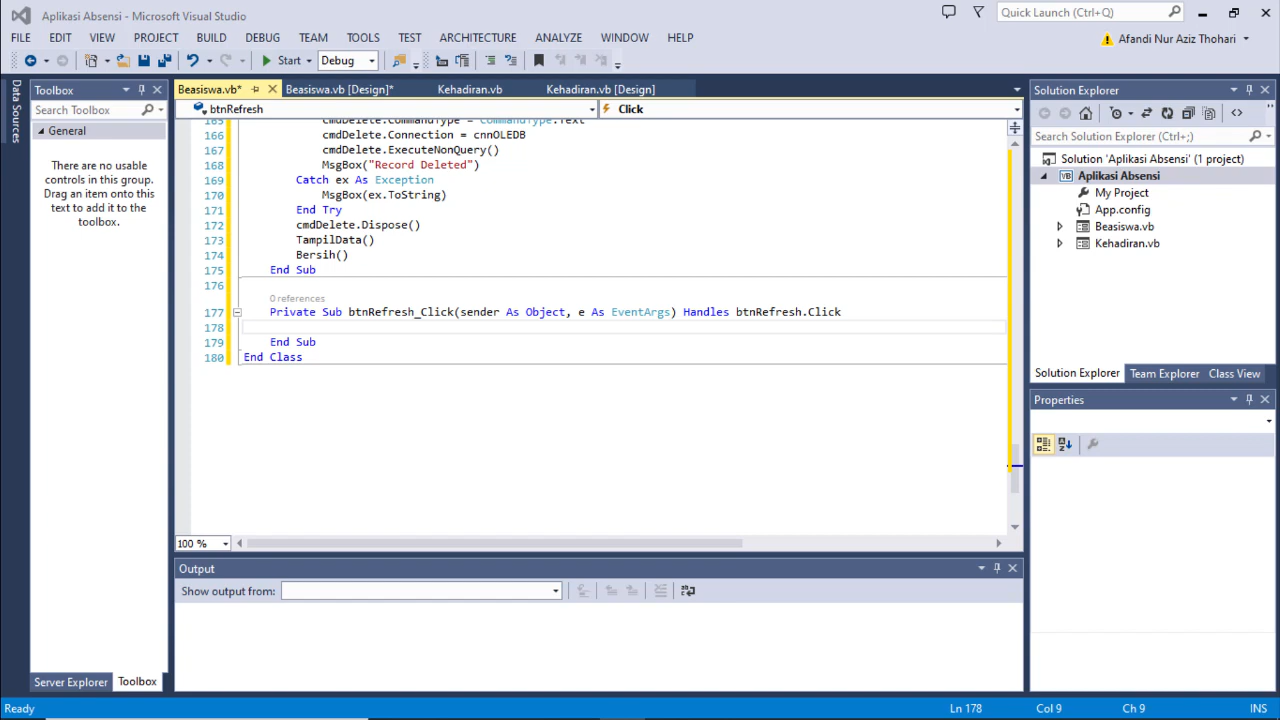 Aplikasi Absensi - Microsoft Visual Studio
Quick Launch (Ctrl+Q)
FILE EDIT VIEW PROJECT BUILD DEBUG TEAM TOOLS TEST ARCHITECTURE ANALYZE WINDOW HELP
Afandi Nur Aziz Thohari
Start Debug
Data Sources
Toolbox
Search Toolbox
General
There are no usable
controls in this group.
Drag an item onto this
text to add it to the
toolbox.
Server Explorer Toolbox
Beasiswa.vb* Beasiswa.vb [Design]* Kehadiran.vb Kehadiran.vb [Design]
btnRefresh Click
165 cmdDelete.CommandType = CommandType.Text
166 cmdDelete.Connection = cnnOLEDB
167 cmdDelete.ExecuteNonQuery()
168 MsgBox("Record Deleted")
169 Catch ex As Exception
170 MsgBox(ex.ToString)
171 End Try
172 cmdDelete.Dispose()
173 TampilData()
174 Bersih()
175 End Sub
176
0 references
177 Private Sub btnRefresh_Click(sender As Object, e As EventArgs) Handles btnRefresh.Click
178
179 End Sub
180 End Class
100 %
Output
Show output from:
Solution Explorer
Search Solution Explorer (Ctrl+;)
Solution 'Aplikasi Absensi' (1 project)
VB Aplikasi Absensi
My Project
App.config
Beasiswa.vb
Kehadiran.vb
Solution Explorer Team Explorer Class View
Properties
Ready Ln 178 Col 9 Ch 9 INS